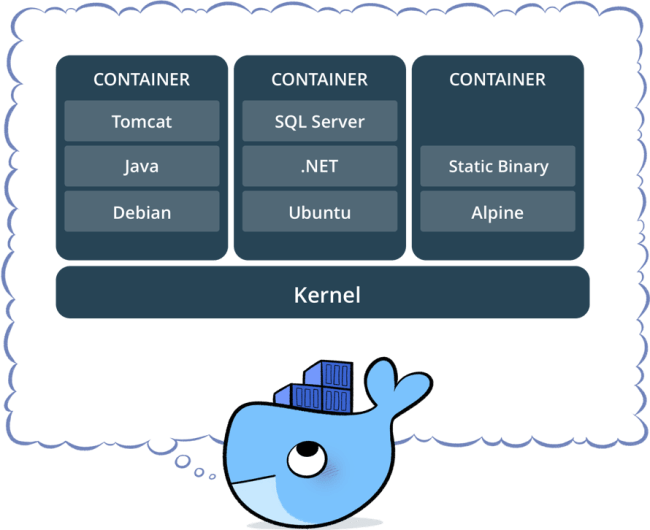 CONTAINER
Tomcat
Java
Debian
CONTAINER
SQL Server
.NET
Ubuntu
CONTAINER
Static Binary
Alpine
Kernel